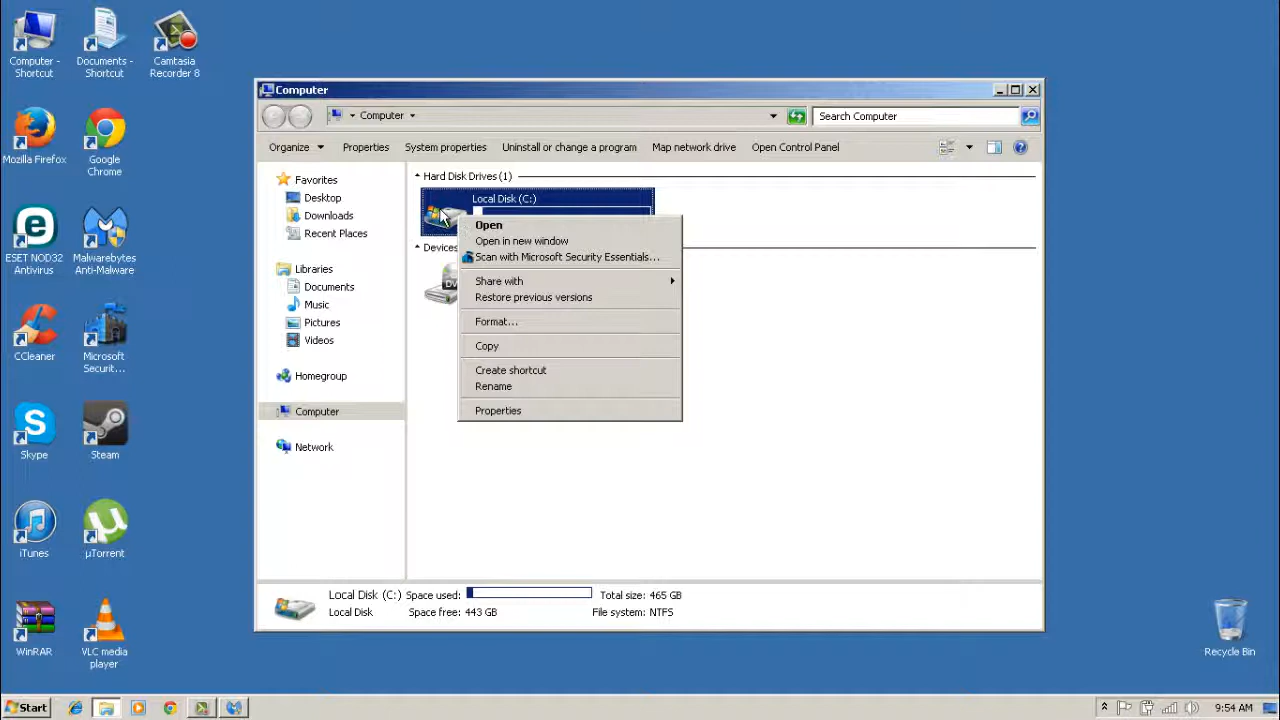 Computer - Shortcut
Documents - Shortcut
Camtasia Recorder 8
Mozilla Firefox
Google Chrome
ESET NOD32 Antivirus
Malwarebytes Anti-Malware
CCleaner
Microsoft Securit...
Skype
Steam
iTunes
µTorrent
WinRAR
VLC media player
Computer
Computer
Search Computer
Organize
Properties
System properties
Uninstall or change a program
Map network drive
Open Control Panel
Favorites
Desktop
Downloads
Recent Places
Libraries
Documents
Music
Pictures
Videos
Homegroup
Computer
Network
Hard Disk Drives (1)
Local Disk (C:)
Devices
Open
Open in new window
Scan with Microsoft Security Essentials...
Share with
Restore previous versions
Format...
Copy
Create shortcut
Rename
Properties
Local Disk (C:) Space used: Total size: 465 GB
Local Disk Space free: 443 GB File system: NTFS
Recycle Bin
Start
9:54 AM